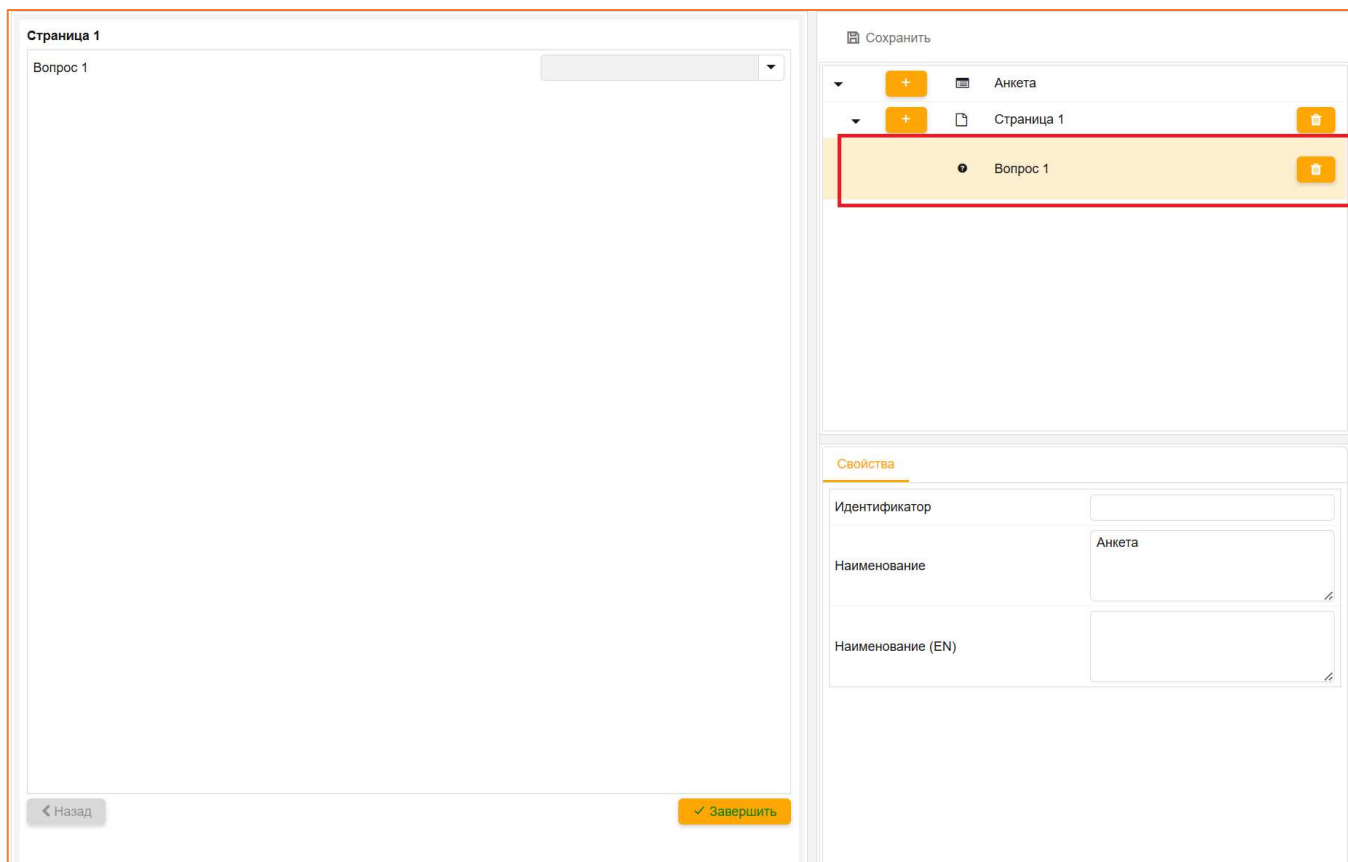 Страница 1
Вопрос 1
Назад
Завершить
Сохранить
Анкета
Страница 1
Вопрос 1
Свойства
Идентификатор
Наименование
Анкета
Наименование (EN)